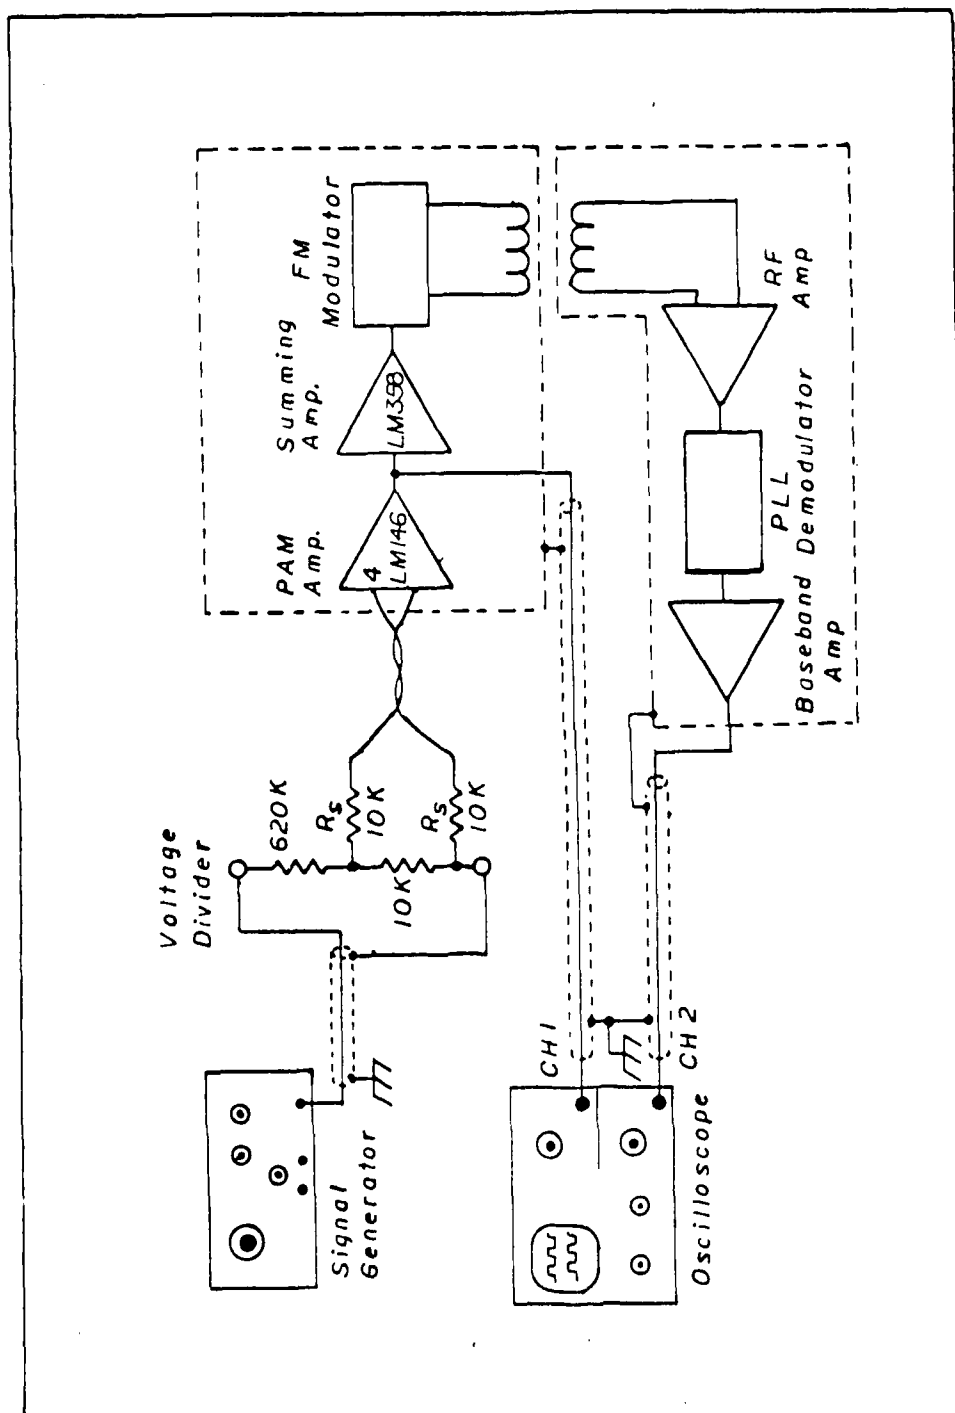 Signal
Generator
Voltage
Divider
620K
Rs
10K
10K
Rs
10K
PAM
Amp.
4
LM146
Summing
Amp.
LM358
FM
Modulator
Oscilloscope
CH1
CH2
Baseband
Amp
PLL
Demodulator
RF
Amp